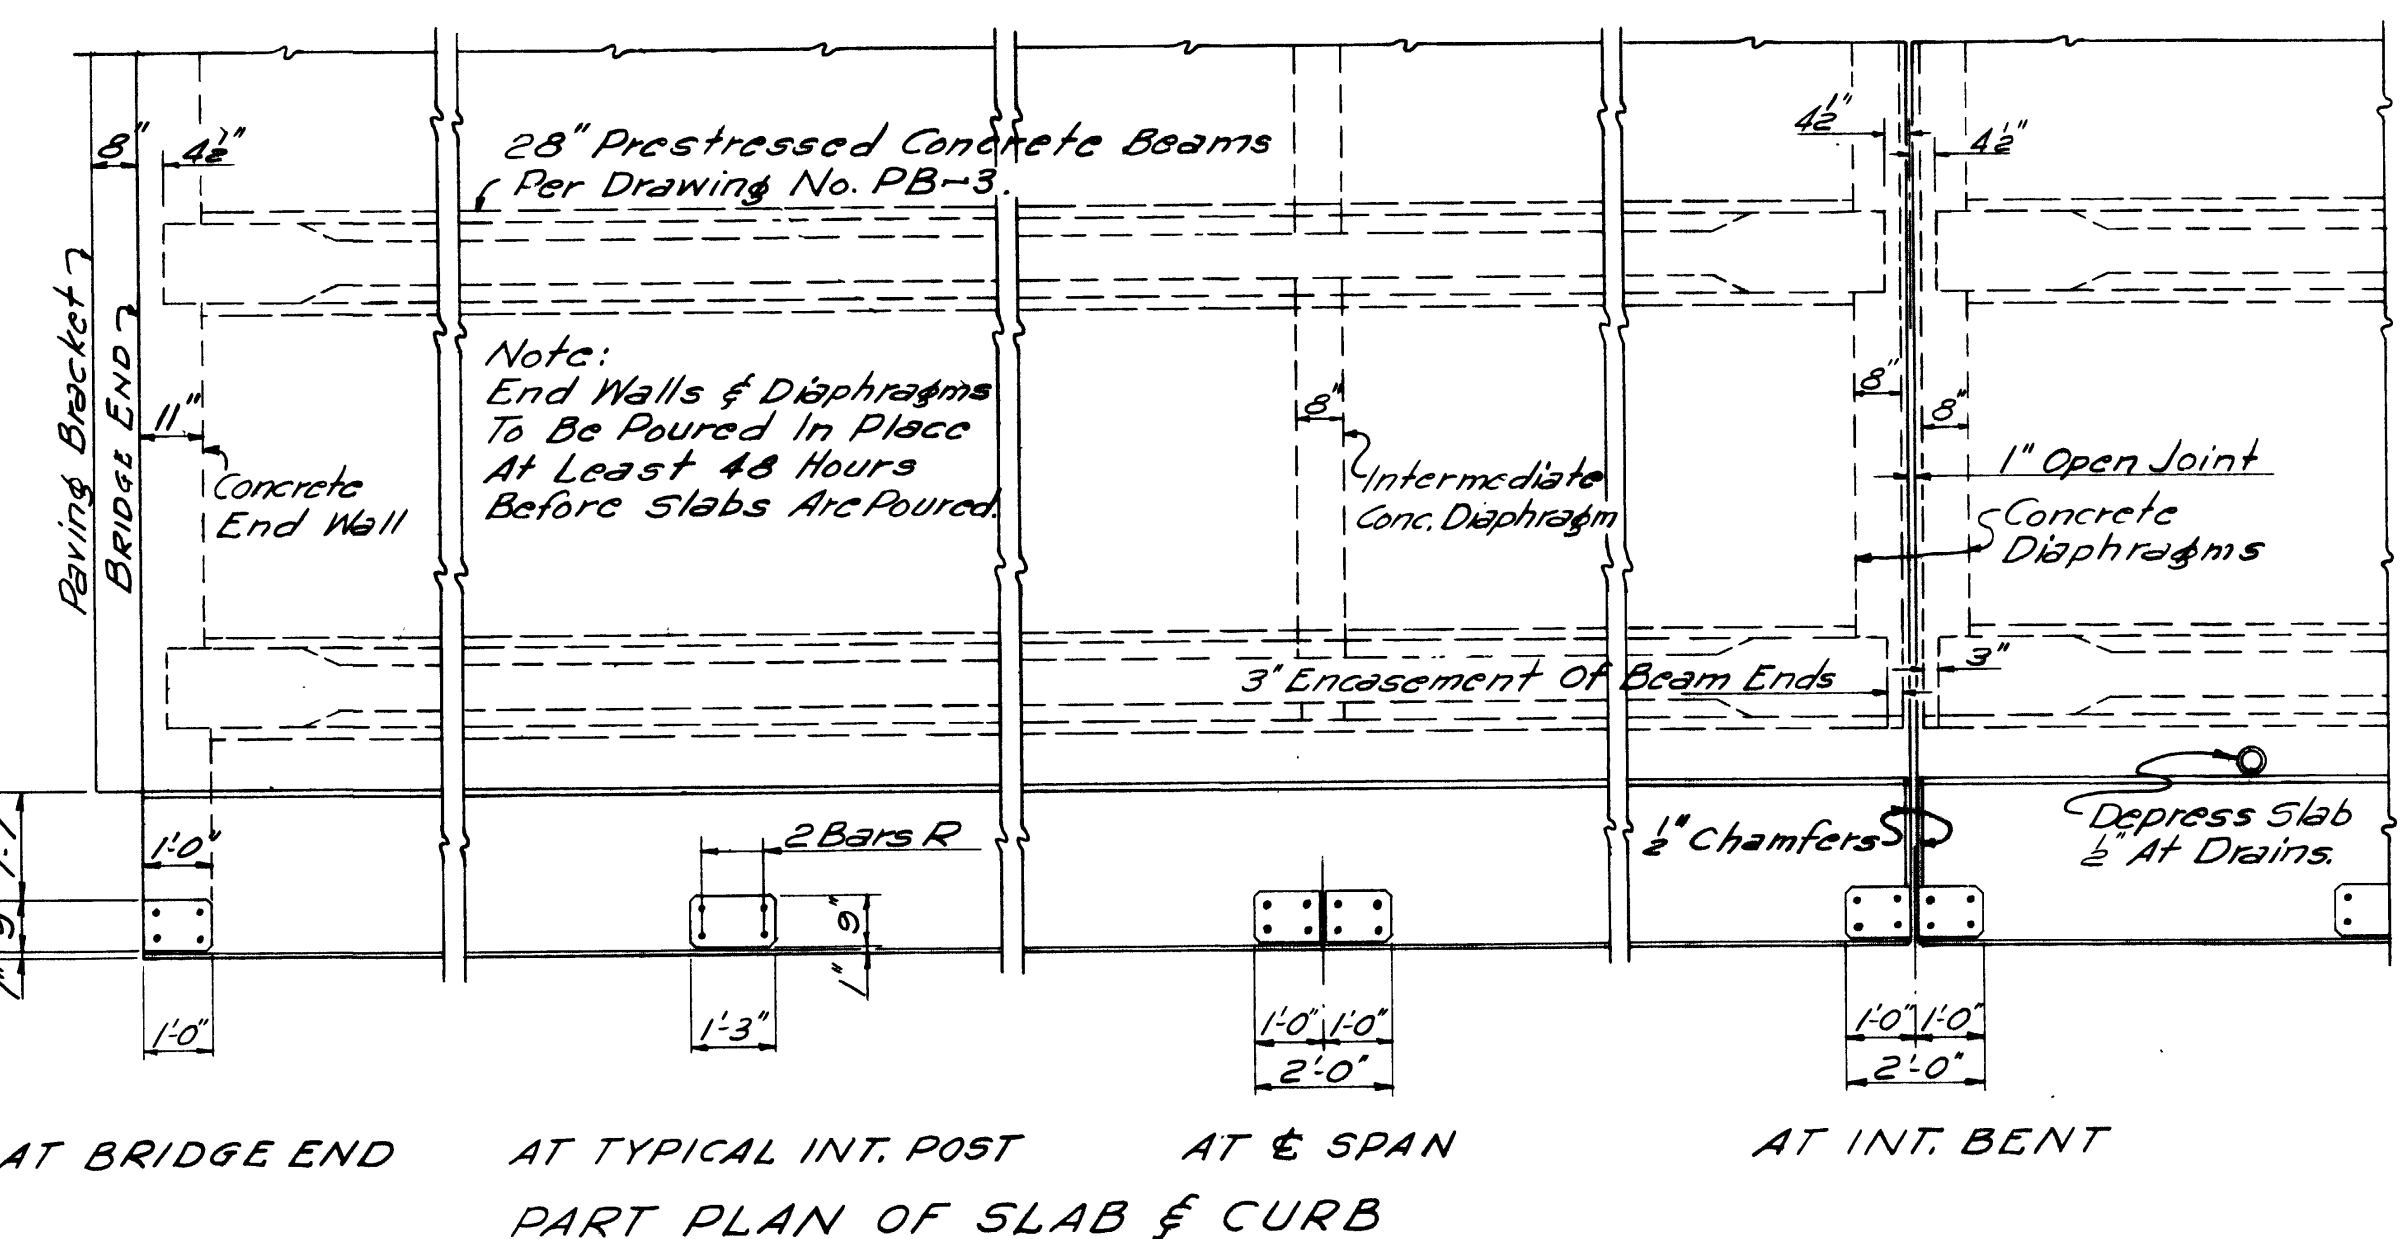 8"
4½"
28" Prestressed Concrete Beams
Per Drawing No. PB-3.
4½"
4½"
Paving Bracket
BRIDGE END
11"
Concrete
End Wall
Note:
End Walls & Diaphragms
To Be Poured In Place
At Least 48 Hours
Before Slabs Are Poured.
8"
Intermediate
Conc. Diaphragm
8"
8"
1" Open Joint
Concrete
Diaphragms
3" Encasement Of Beam Ends
3"
1'-0"
2 Bars R
½" Chamfers
Depress Slab
½" At Drains.
9"
1"
9"
1"
1'-0"
1'-3"
1'-0"
1'-0"
2'-0"
1'-0"
1'-0"
2'-0"
AT BRIDGE END
AT TYPICAL INT. POST
AT ℄ SPAN
AT INT. BENT
PART PLAN OF SLAB & CURB